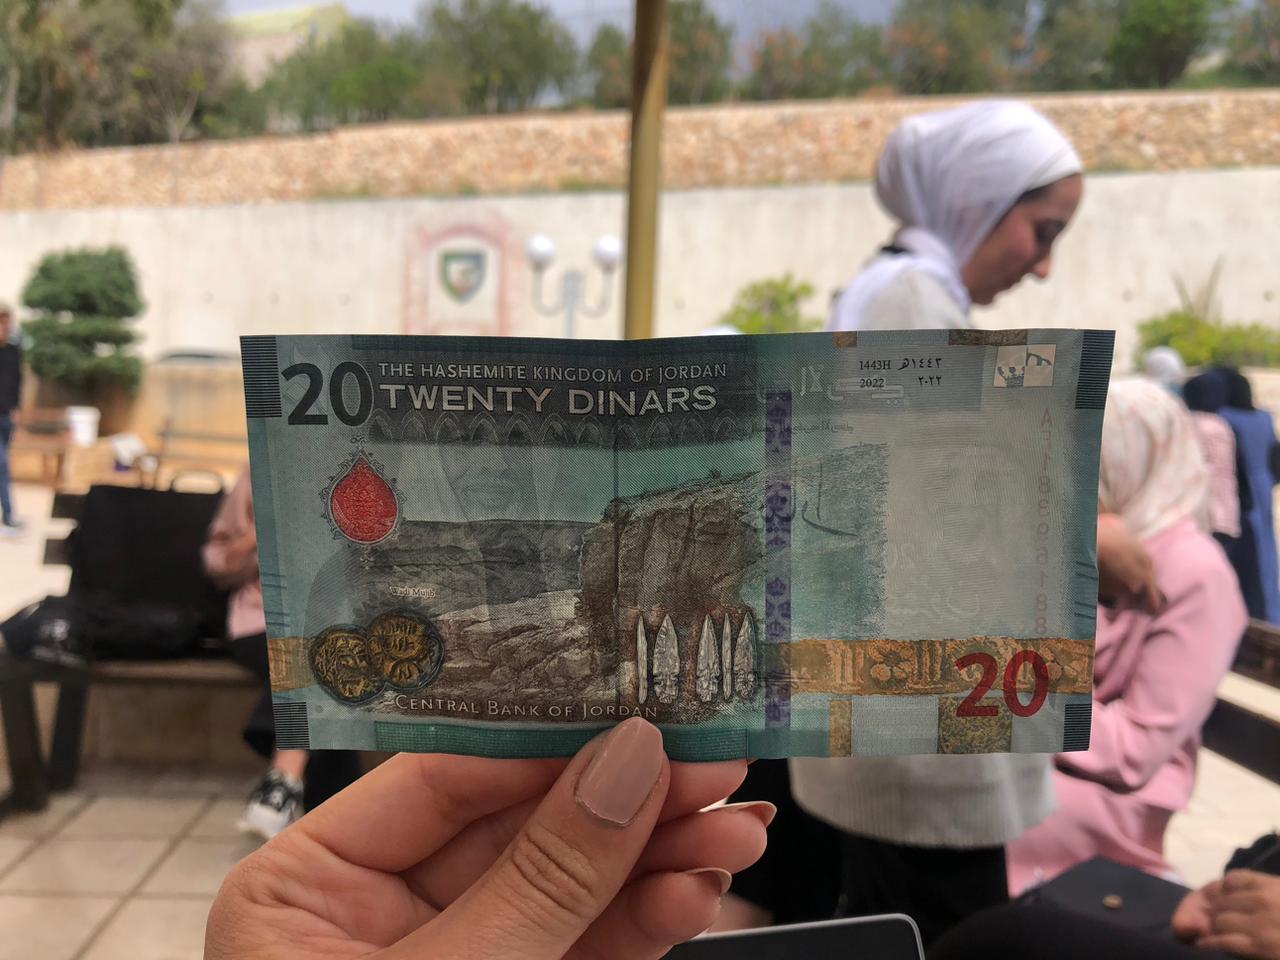 20
THE HASHEMITE KINGDOM OF JORDAN
TWENTY DINARS
1443H ١٤٤٣هـ
2022 ٢٠٢٢
Wadi Mujib
CENTRAL BANK OF JORDAN
20